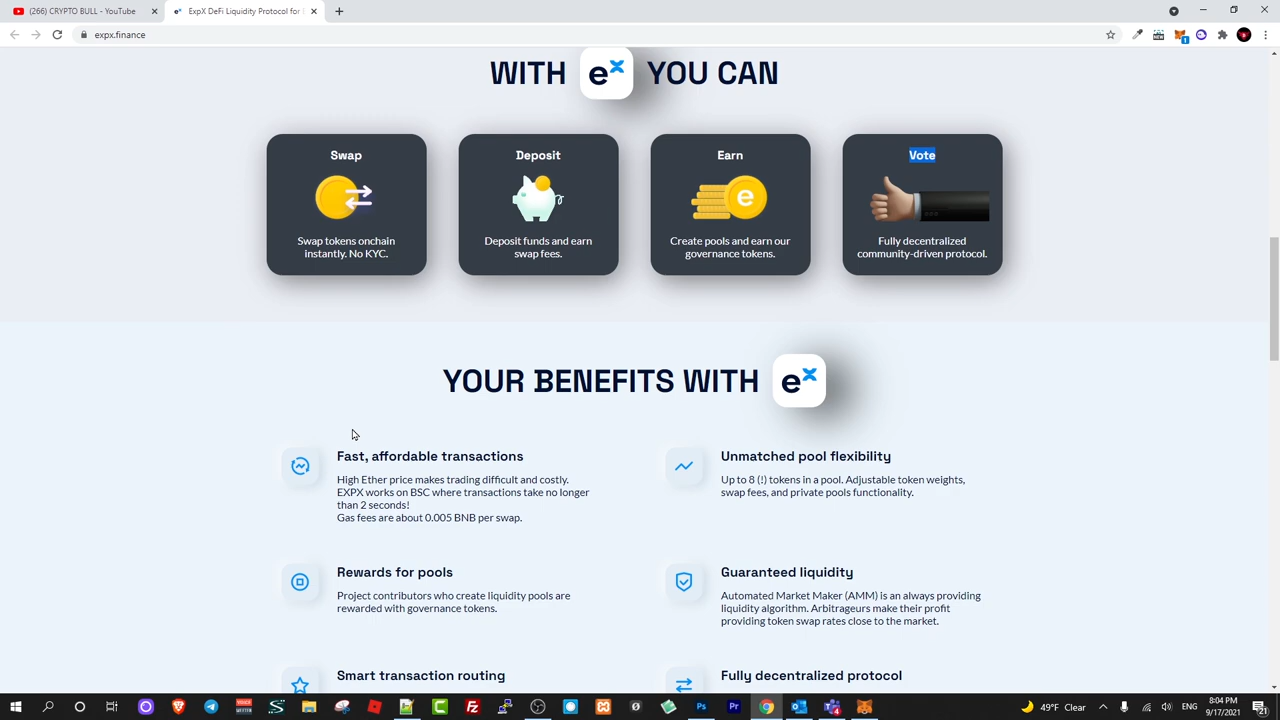 (266) CRYPTO BULL - YouTube
ExpX DeFi Liquidity Protocol for E
expx.finance
WITH ex YOU CAN
Swap
Deposit
Earn
Vote
Swap tokens onchain
instantly. No KYC.
Deposit funds and earn
swap fees.
Create pools and earn our
governance tokens.
Fully decentralized
community-driven protocol.
YOUR BENEFITS WITH ex
Fast, affordable transactions
High Ether price makes trading difficult and costly.
EXPX works on BSC where transactions take no longer
than 2 seconds!
Gas fees are about 0.005 BNB per swap.
Unmatched pool flexibility
Up to 8 (!) tokens in a pool. Adjustable token weights,
swap fees, and private pools functionality.
Rewards for pools
Project contributors who create liquidity pools are
rewarded with governance tokens.
Guaranteed liquidity
Automated Market Maker (AMM) is an always providing
liquidity algorithm. Arbitrageurs make their profit
providing token swap rates close to the market.
Smart transaction routing
Fully decentralized protocol
49°F Clear
8:04 PM
9/17/2021